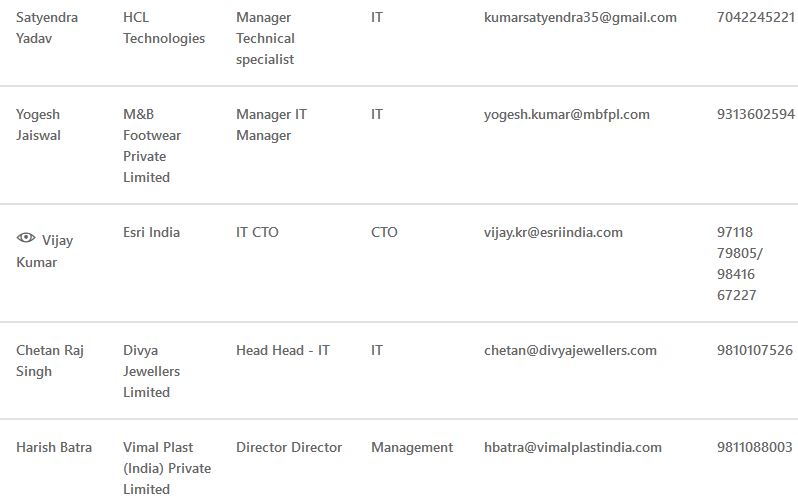 Satyendra Yadav HCL Technologies Manager Technical specialist IT kumarsatyendra35@gmail.com 7042245221
Yogesh Jaiswal M&B Footwear Private Limited Manager IT Manager IT yogesh.kumar@mbfpl.com 9313602594
Vijay Kumar Esri India IT CTO CTO vijay.kr@esriindia.com 97118 79805/ 98416 67227
Chetan Raj Singh Divya Jewellers Limited Head Head - IT IT chetan@divyajewellers.com 9810107526
Harish Batra Vimal Plast (India) Private Limited Director Director Management hbatra@vimalplastindia.com 9811088003